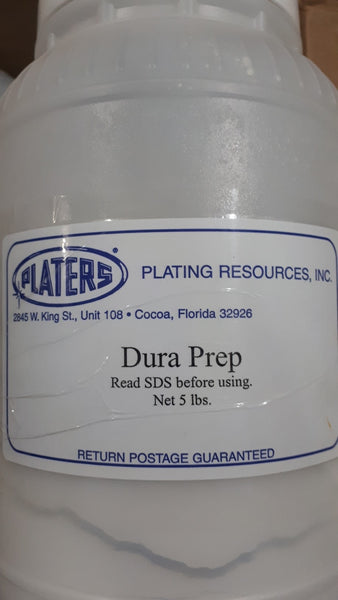 PLATERS®
PLATING RESOURCES, INC.
2845 W. King St., Unit 108 • Cocoa, Florida 32926
Dura Prep
Read SDS before using.
Net 5 lbs.
RETURN POSTAGE GUARANTEED